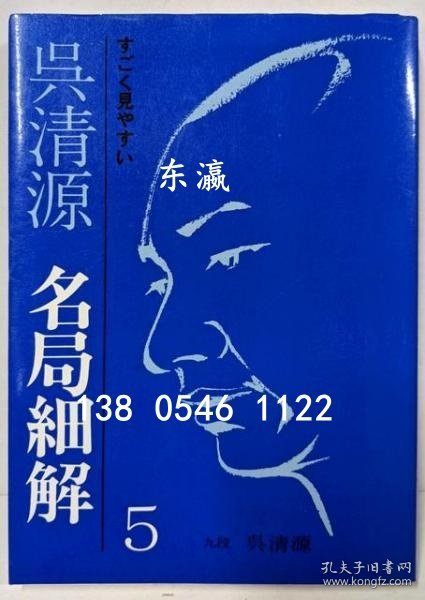 すごく見やすい
呉清源
名局細解
5
九段 呉清源
东瀛
138 0546 1122
孔夫子旧书网
www.kongfz.com